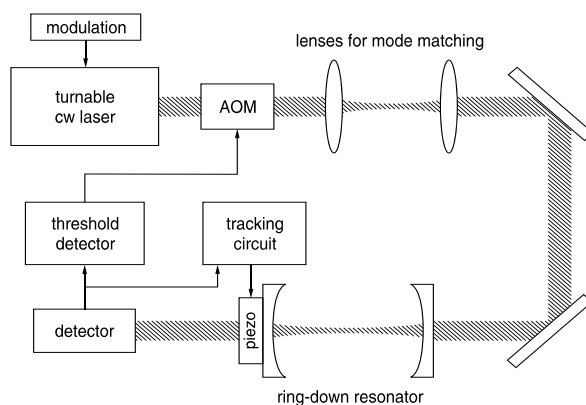 modulation
lenses for mode matching
turnable
cw laser
AOM
threshold
detector
tracking
circuit
detector
piezo
ring-down resonator